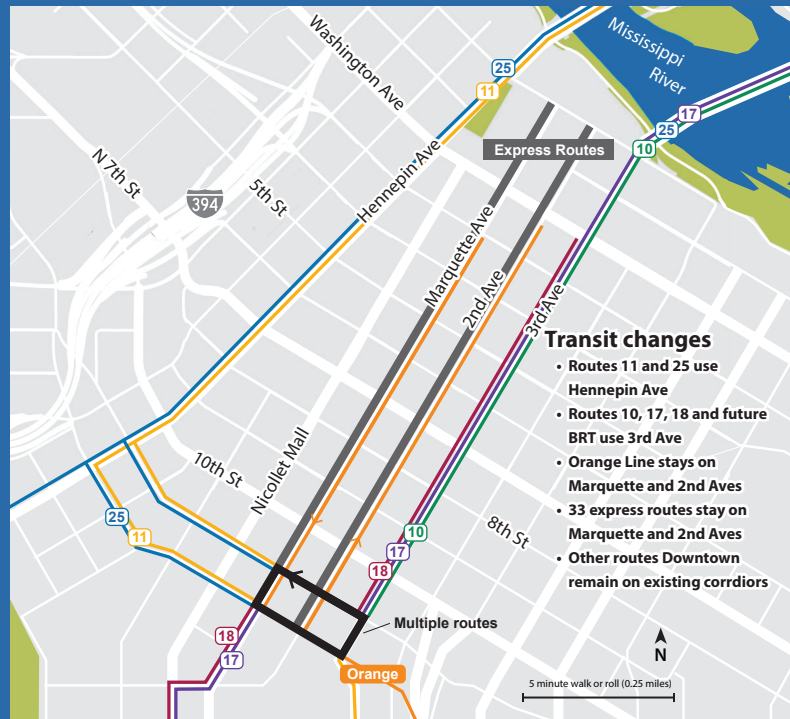 Mississippi
River
Washington Ave
25
11
17
25
10
Express Routes
N 7th St
5th St
394
Hennepin Ave
Marquette Ave
2nd Ave
3rd Ave
Transit changes
• Routes 11 and 25 use
Hennepin Ave
• Routes 10, 17, 18 and future
BRT use 3rd Ave
• Orange Line stays on
Marquette and 2nd Aves
• 33 express routes stay on
Marquette and 2nd Aves
• Other routes Downtown
remain on existing corrdiors
Nicollet Mall
10th St
8th St
25
11
10
17
18
Multiple routes
18
17
Orange
N
5 minute walk or roll (0.25 miles)